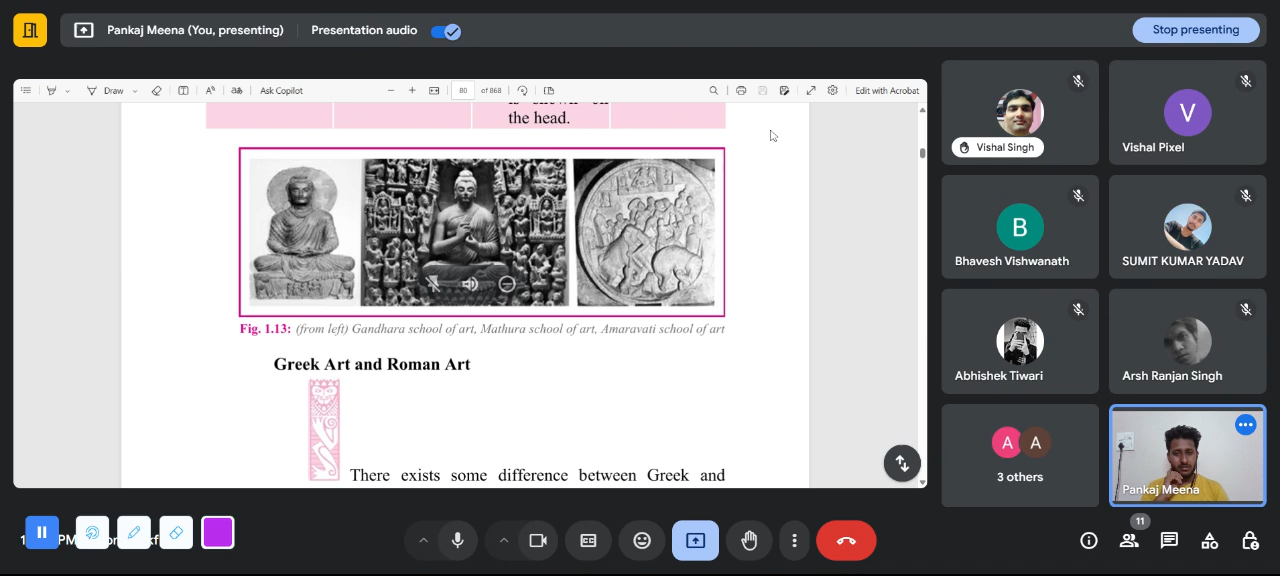 Pankaj Meena (You, presenting)
Presentation audio
Stop presenting
Draw
Ask Copilot
80
of 868
Edit with Acrobat
the head.
Fig. 1.13: (from left) Gandhara school of art, Mathura school of art, Amaravati school of art
Greek Art and Roman Art
There exists some difference between Greek and
Vishal Singh
V
Vishal Pixel
B
Bhavesh Vishwanath
SUMIT KUMAR YADAV
Abhishek Tiwari
Arsh Ranjan Singh
A
A
3 others
Pankaj Meena
11